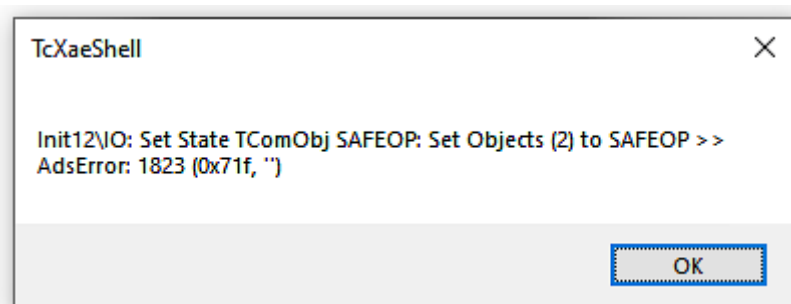 TcXaeShell
Init12\IO: Set State TComObj SAFEOP: Set Objects (2) to SAFEOP >>
AdsError: 1823 (0x71f, '')
OK